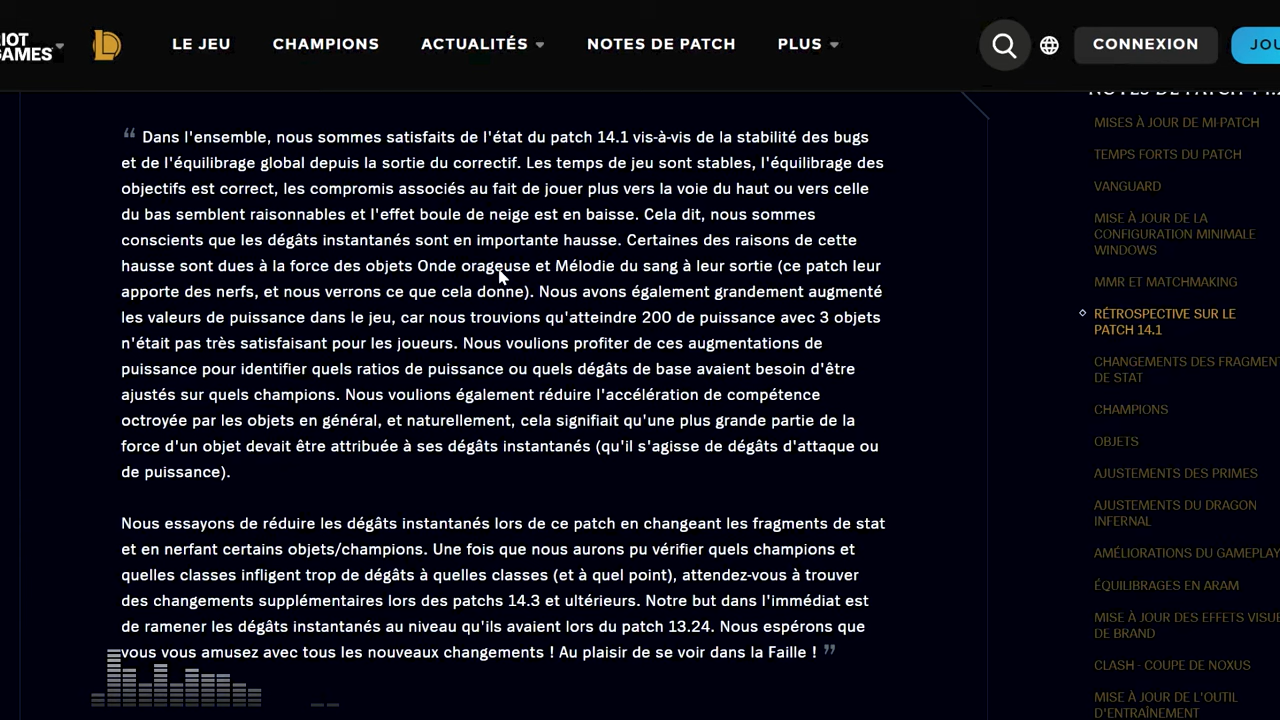 RIOT
GAMES
LE JEU
CHAMPIONS
ACTUALITÉS
NOTES DE PATCH
PLUS
CONNEXION
JOU
“ Dans l'ensemble, nous sommes satisfaits de l'état du patch 14.1 vis-à-vis de la stabilité des bugs
et de l'équilibrage global depuis la sortie du correctif. Les temps de jeu sont stables, l'équilibrage des
objectifs est correct, les compromis associés au fait de jouer plus vers la voie du haut ou vers celle
du bas semblent raisonnables et l'effet boule de neige est en baisse. Cela dit, nous sommes
conscients que les dégâts instantanés sont en importante hausse. Certaines des raisons de cette
hausse sont dues à la force des objets Onde orageuse et Mélodie du sang à leur sortie (ce patch leur
apporte des nerfs, et nous verrons ce que cela donne). Nous avons également grandement augmenté
les valeurs de puissance dans le jeu, car nous trouvions qu'atteindre 200 de puissance avec 3 objets
n'était pas très satisfaisant pour les joueurs. Nous voulions profiter de ces augmentations de
puissance pour identifier quels ratios de puissance ou quels dégâts de base avaient besoin d'être
ajustés sur quels champions. Nous voulions également réduire l'accélération de compétence
octroyée par les objets en général, et naturellement, cela signifiait qu'une plus grande partie de la
force d'un objet devait être attribuée à ses dégâts instantanés (qu'il s'agisse de dégâts d'attaque ou
de puissance).
Nous essayons de réduire les dégâts instantanés lors de ce patch en changeant les fragments de stat
et en nerfant certains objets/champions. Une fois que nous aurons pu vérifier quels champions et
quelles classes infligent trop de dégâts à quelles classes (et à quel point), attendez-vous à trouver
des changements supplémentaires lors des patchs 14.3 et ultérieurs. Notre but dans l'immédiat est
de ramener les dégâts instantanés au niveau qu'ils avaient lors du patch 13.24. Nous espérons que
vous vous amusez avec tous les nouveaux changements ! Au plaisir de se voir dans la Faille ! ”
NOTES DE PATCH 14.2
MISES À JOUR DE MI-PATCH
TEMPS FORTS DU PATCH
VANGUARD
MISE À JOUR DE LA
CONFIGURATION MINIMALE
WINDOWS
MMR ET MATCHMAKING
RÉTROSPECTIVE SUR LE
PATCH 14.1
CHANGEMENTS DES FRAGMENT
DE STAT
CHAMPIONS
OBJETS
AJUSTEMENTS DES PRIMES
AJUSTEMENTS DU DRAGON
INFERNAL
AMÉLIORATIONS DU GAMEPLAY
ÉQUILIBRAGES EN ARAM
MISE À JOUR DES EFFETS VISUE
DE BRAND
CLASH - COUPE DE NOXUS
MISE À JOUR DE L'OUTIL
D'ENTRAÎNEMENT